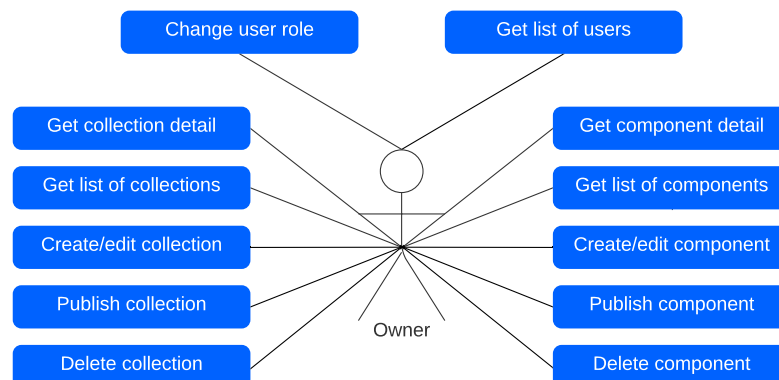 Change user role
Get list of users
Get collection detail
Get component detail
Get list of collections
Get list of components
Create/edit collection
Create/edit component
Publish collection
Publish component
Owner
Delete collection
Delete component